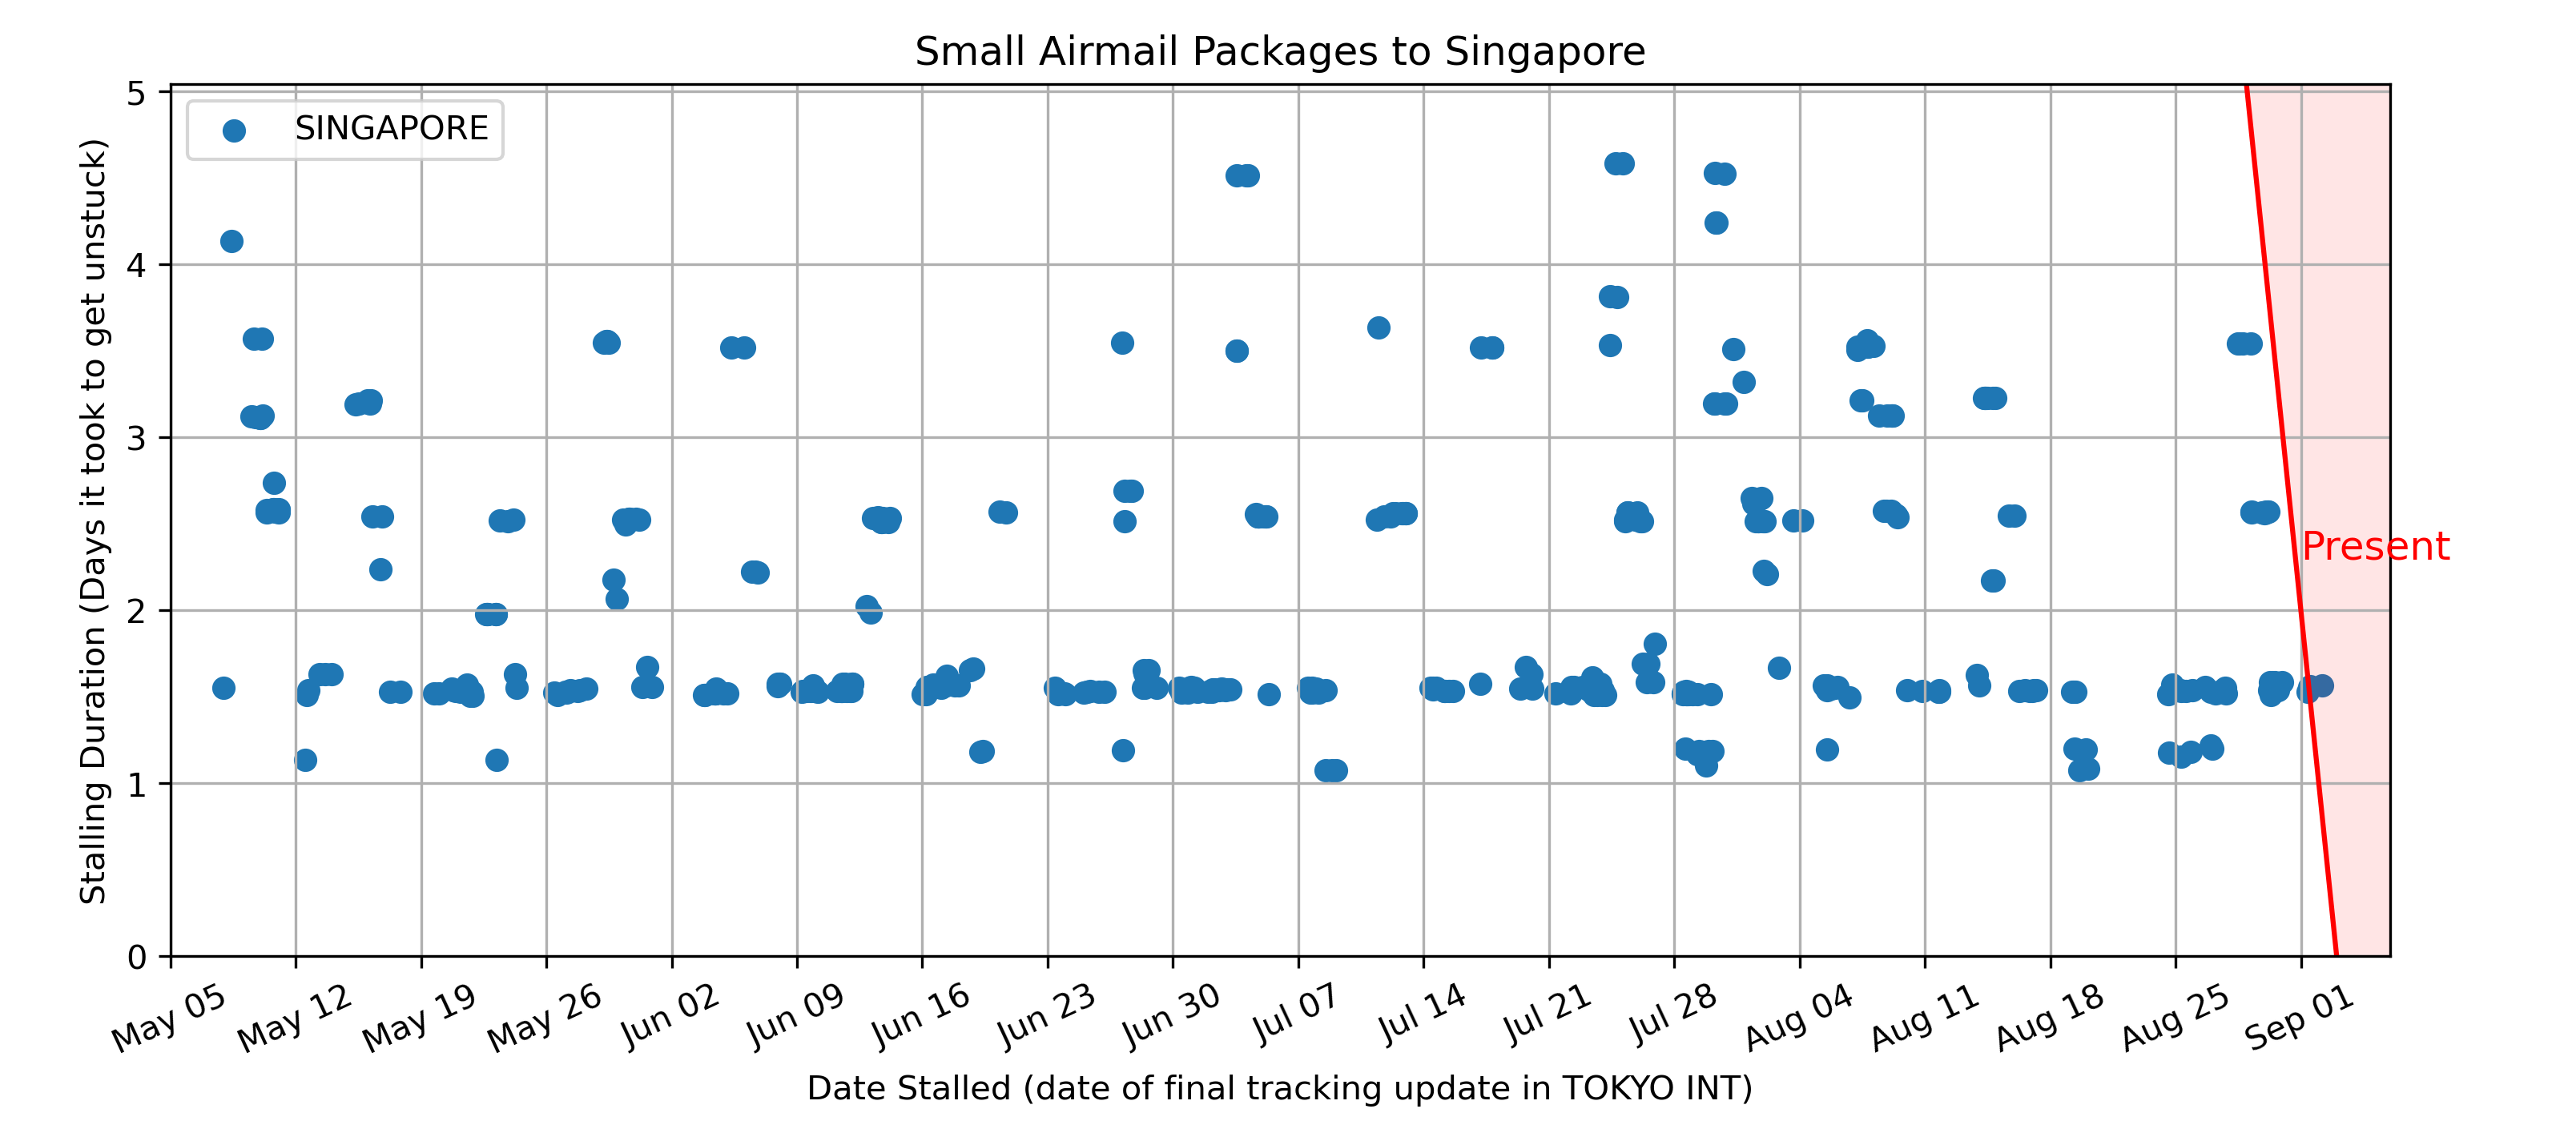 Small Airmail Packages to Singapore
SINGAPORE
Stalling Duration (Days it took to get unstuck)
5
4
3
2
1
0
Present
May 05
May 12
May 19
May 26
Jun 02
Jun 09
Jun 16
Jun 23
Jun 30
Jul 07
Jul 14
Jul 21
Jul 28
Aug 04
Aug 11
Aug 18
Aug 25
Sep 01
Date Stalled (date of final tracking update in TOKYO INT)